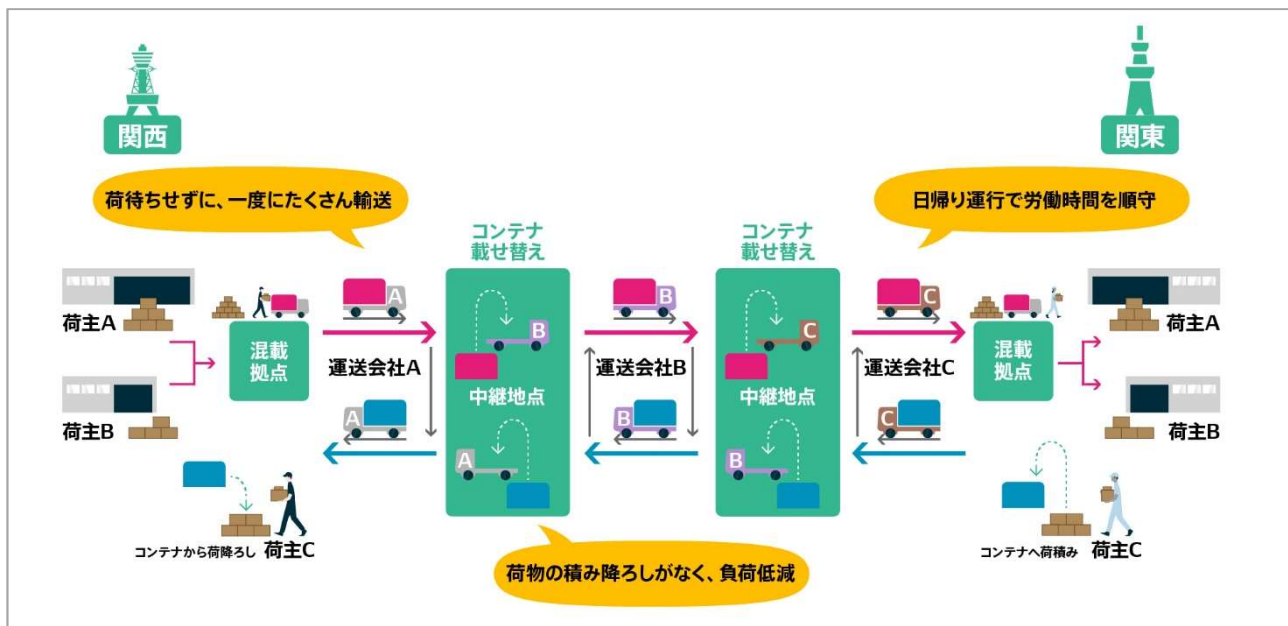 関西
関東
荷待ちせずに、一度にたくさん輸送
日帰り運行で労働時間を順守
コンテナ
載せ替え
コンテナ
載せ替え
A
B
C
荷主A
混載
拠点
運送会社A
B
運送会社B
C
運送会社C
混載
拠点
荷主A
荷主B
中継地点
中継地点
荷主B
A
B
C
A
B
コンテナから荷降ろし
荷主C
コンテナへ荷積み
荷主C
荷物の積み降ろしがなく、負荷低減